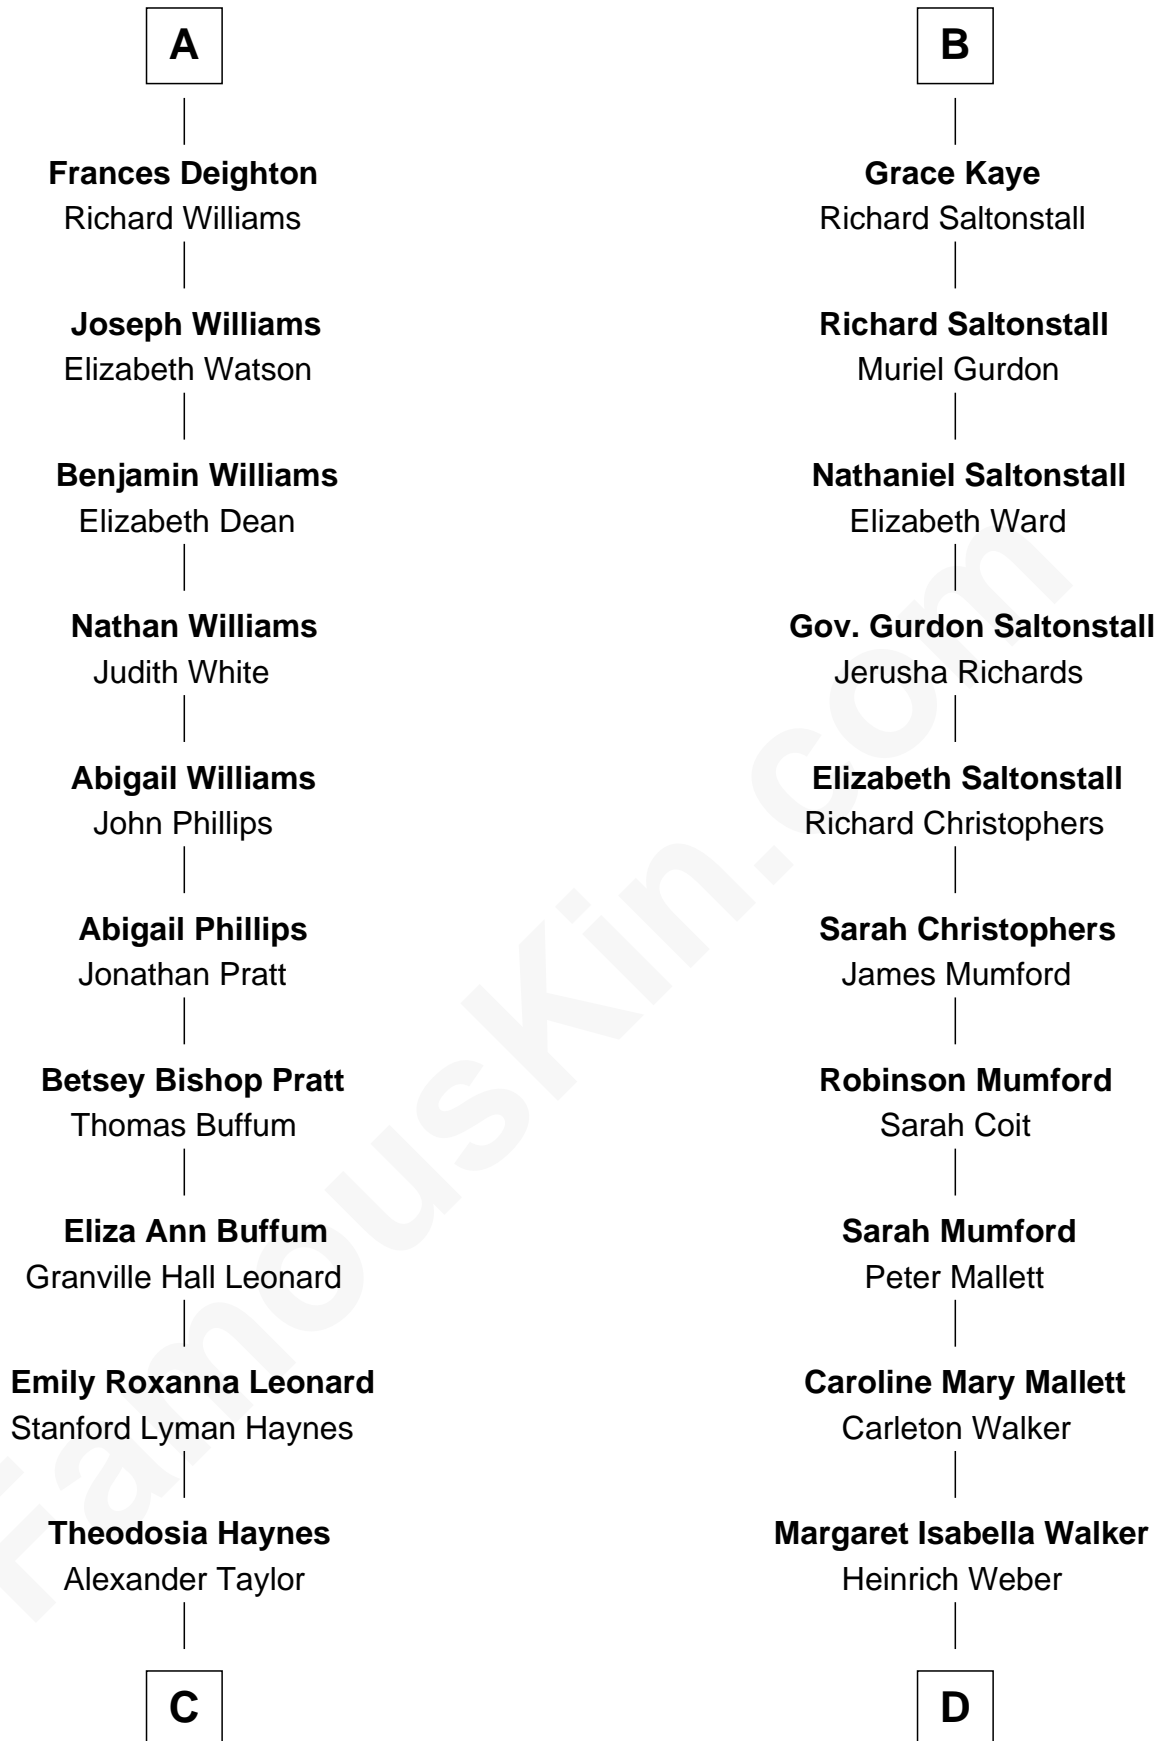 A
Frances Deighton
Richard Williams
Joseph Williams
Elizabeth Watson
Benjamin Williams
Elizabeth Dean
Nathan Williams
Judith White
Abigail Williams
John Phillips
Abigail Phillips
Jonathan Pratt
Betsey Bishop Pratt
Thomas Buffum
Eliza Ann Buffum
Granville Hall Leonard
Emily Roxanna Leonard
Stanford Lyman Haynes
Theodosia Haynes
Alexander Taylor
C
B
Grace Kaye
Richard Saltonstall
Richard Saltonstall
Muriel Gurdon
Nathaniel Saltonstall
Elizabeth Ward
Gov. Gurdon Saltonstall
Jerusha Richards
Elizabeth Saltonstall
Richard Christophers
Sarah Christophers
James Mumford
Robinson Mumford
Sarah Coit
Sarah Mumford
Peter Mallett
Caroline Mary Mallett
Carleton Walker
Margaret Isabella Walker
Heinrich Weber
D
FamousKin.com